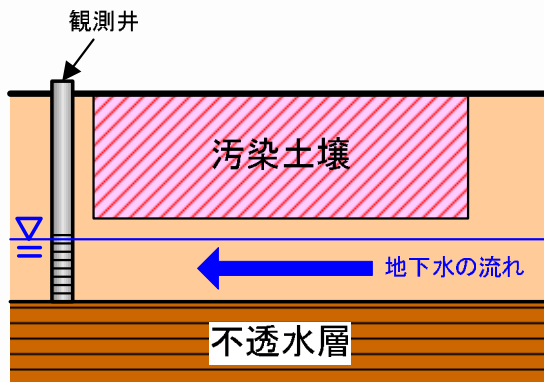 観測井
汚染土壌
地下水の流れ
不透水層